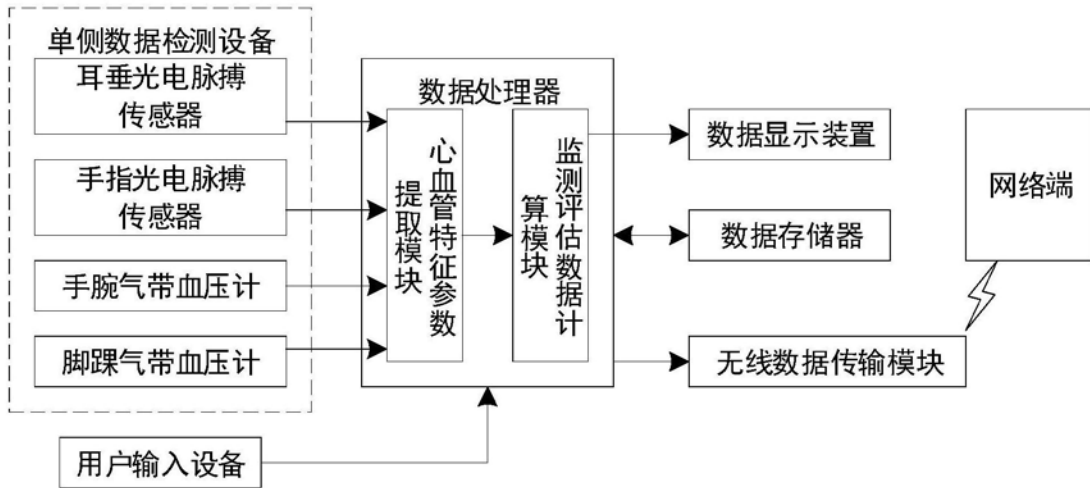 单侧数据检测设备
耳垂光电脉搏
传感器
手指光电脉搏
传感器
手腕气带血压计
脚踝气带血压计
用户输入设备
数据处理器
心血管特征参数
提取模块
监测评估数据计
算模块
数据显示装置
数据存储器
无线数据传输模块
网络端